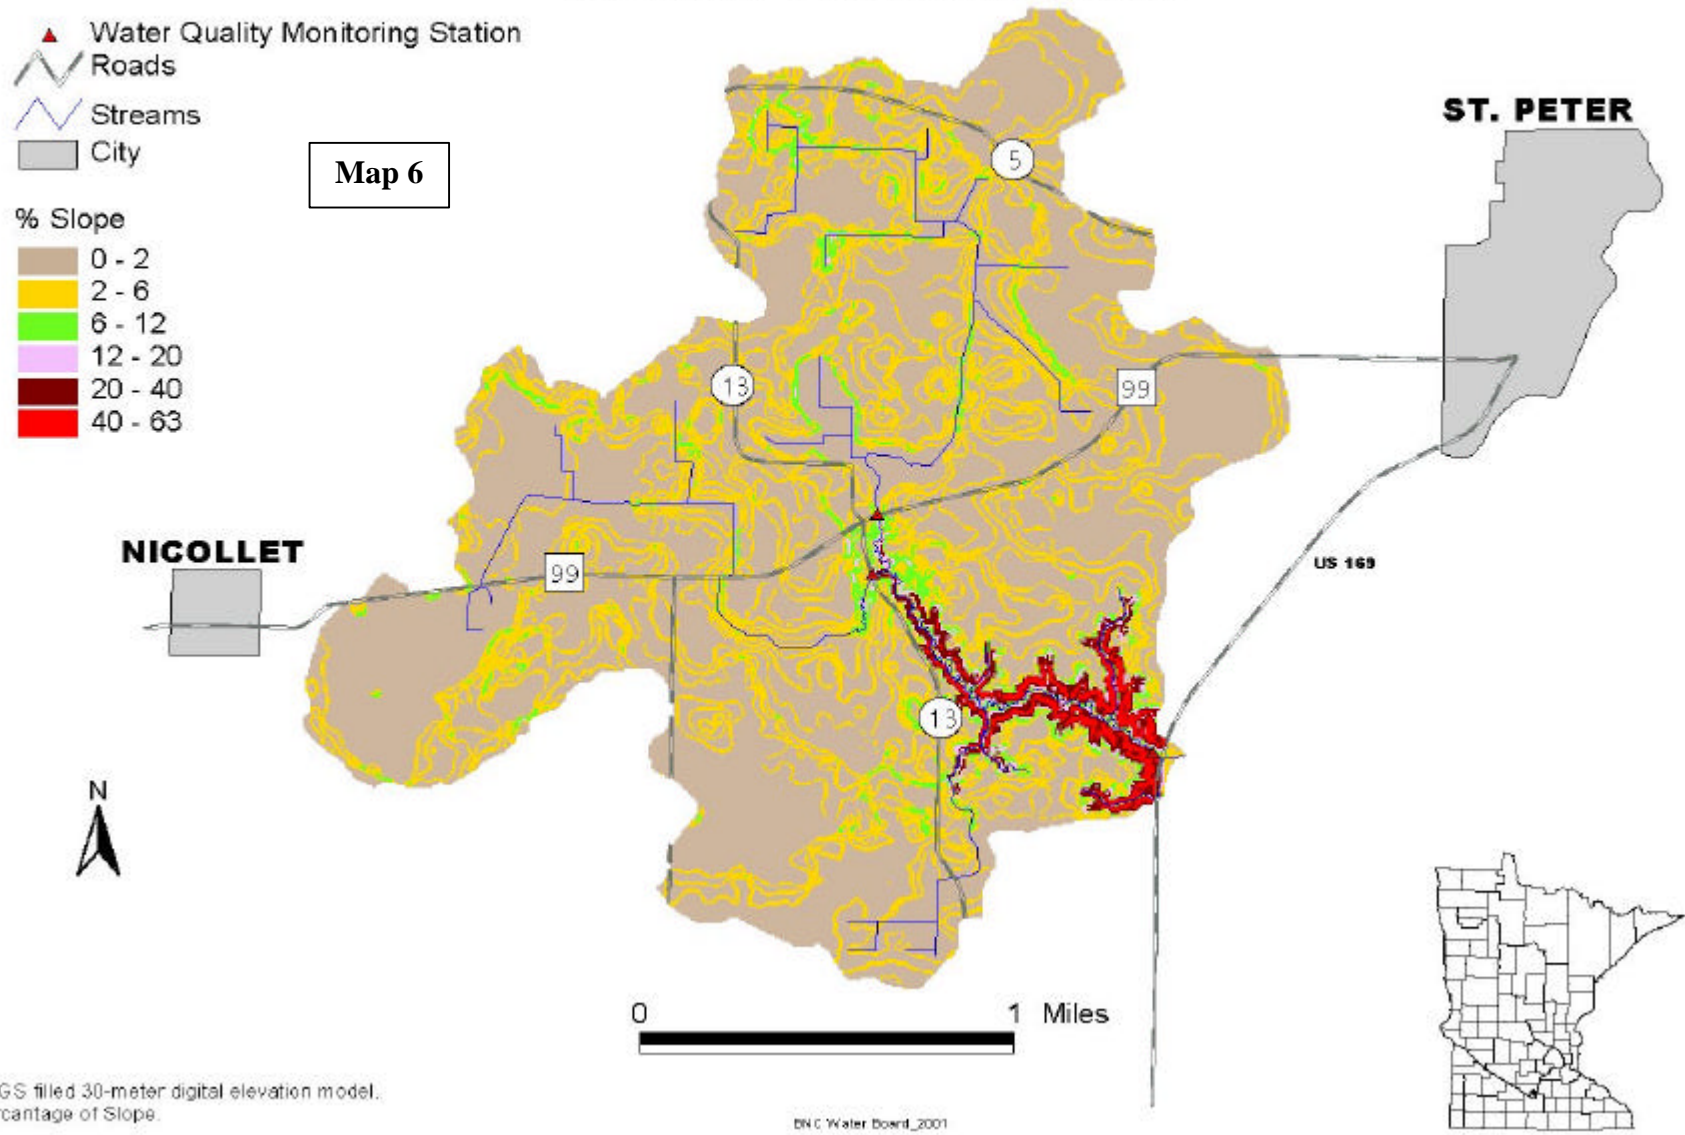 Water Quality Monitoring Station
Roads
Streams
City
Map 6
% Slope
0 - 2
2 - 6
6 - 12
12 - 20
20 - 40
40 - 63
ST. PETER
5
13
99
NICOLLET
99
US 169
13
N
0 1 Miles
GS filled 30-meter digital elevation model.
rcantage of Slope.
BNC Water Board_2001